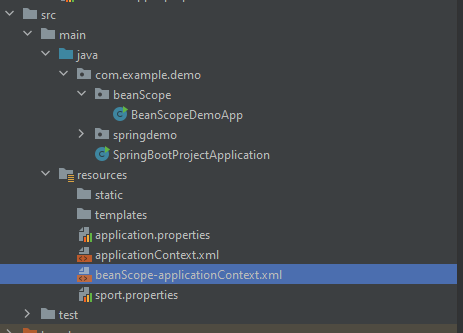 src
main
java
com.example.demo
beanScope
BeanScopeDemoApp
springdemo
SpringBootProjectApplication
resources
static
templates
application.properties
applicationContext.xml
beanScope-applicationContext.xml
sport.properties
test